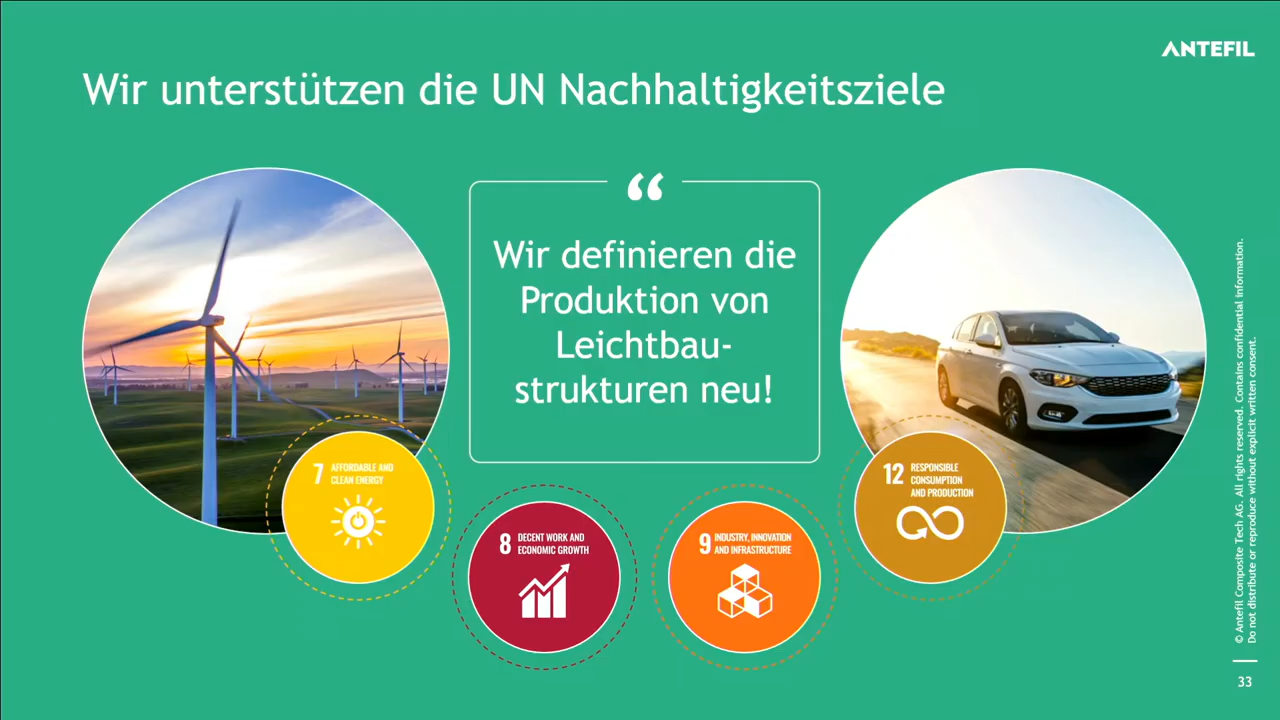 ANTEFIL
Wir unterstützen die UN Nachhaltigkeitsziele
“
Wir definieren die
Produktion von
Leichtbau-
strukturen neu!
7 AFFORDABLE AND
CLEAN ENERGY
8 DECENT WORK AND
ECONOMIC GROWTH
9 INDUSTRY, INNOVATION
AND INFRASTRUCTURE
12 RESPONSIBLE
CONSUMPTION
AND PRODUCTION
© Antefil Composite Tech AG. All rights reserved. Contains confidential information.
Do not distribute or reproduce without explicit written consent.
33